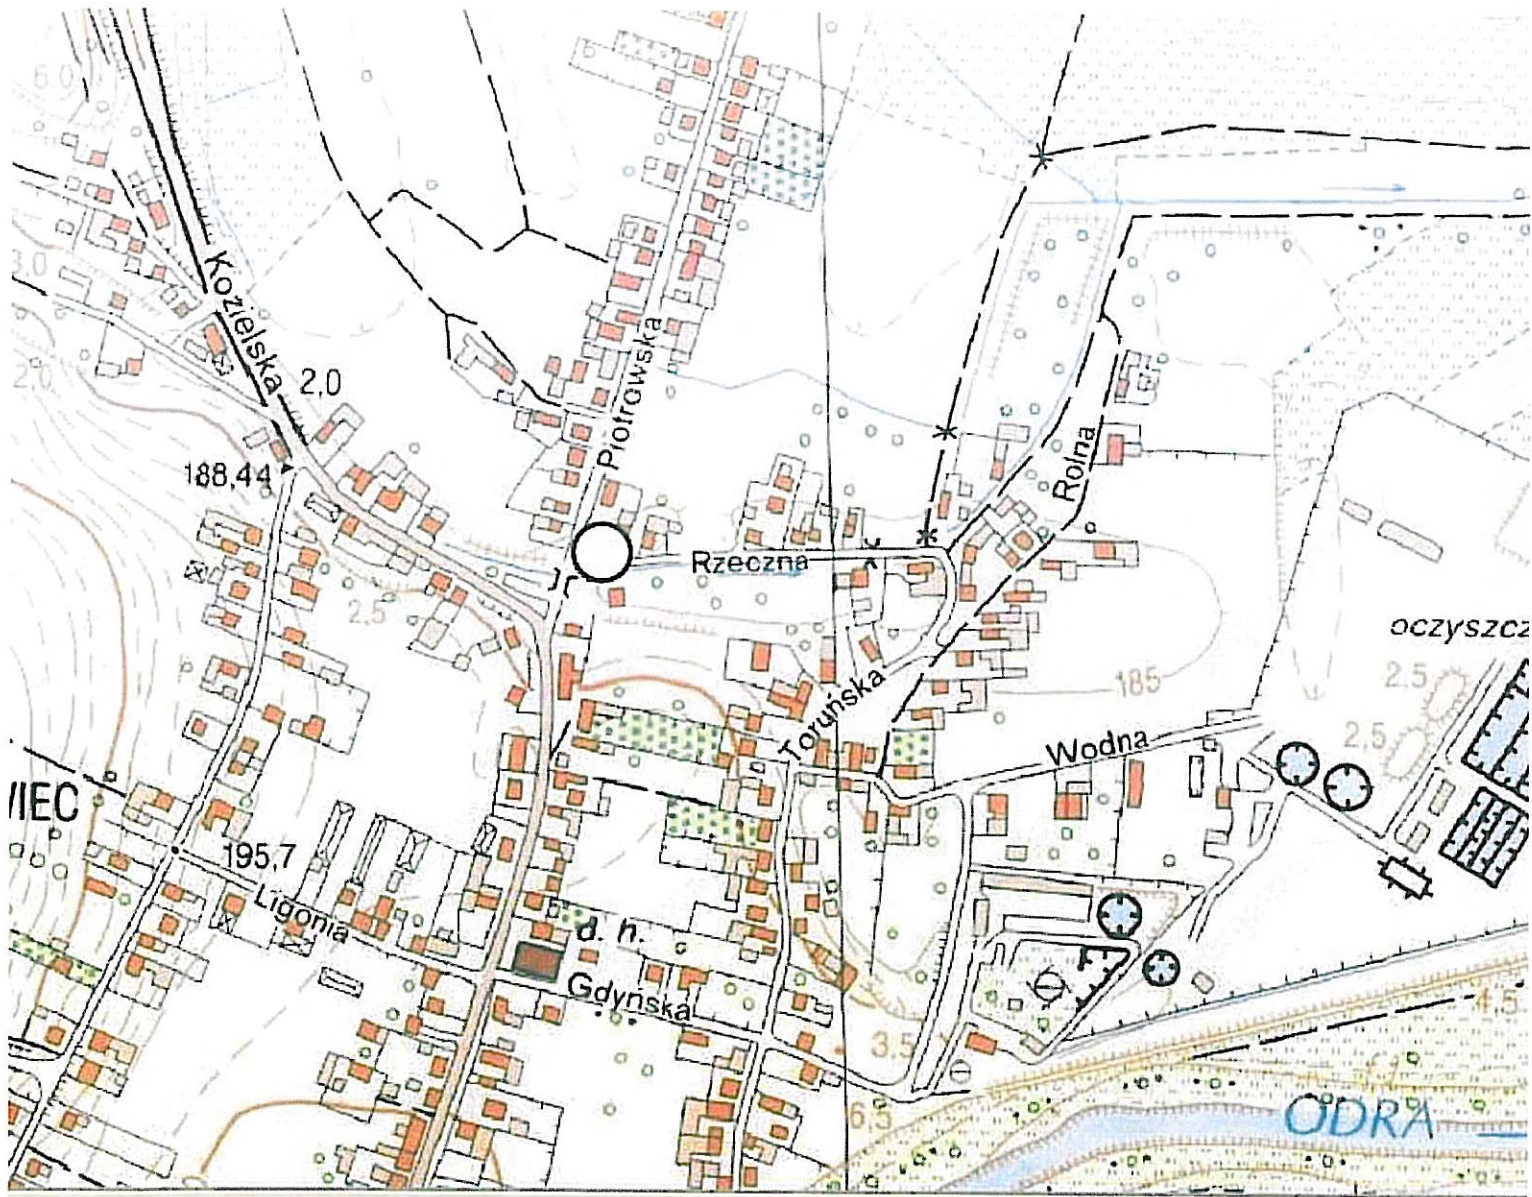 6.0
Kozielska
3,0
2,0
2,0
Piotrowska
188,44
Rolna
Rzeczna
2,5
oczyszcz
185
2.5
Toruńska
Wodna
2,5
WIEC
195,7
Ligonia
d. h.
Gdyńska
3.5
4.5
6,5
ODRA